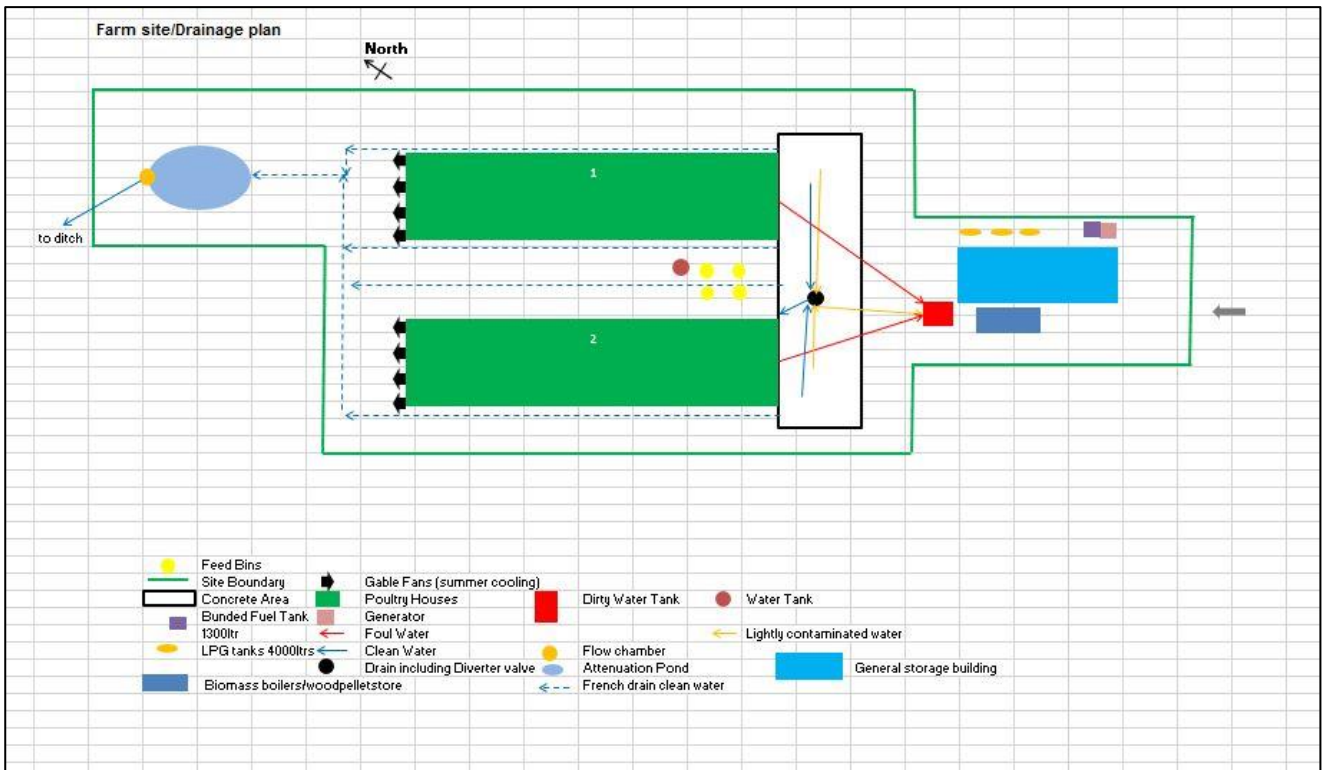 Farm site/Drainage plan
North
1
to ditch
2
Feed Bins
Site Boundary Gable Fans (summer cooling)
Concrete Area Poultry Houses Dirty Water Tank Water Tank
Bunded Fuel Tank Generator
1300ltr Foul Water Lightly contaminated water
LPG tanks 4000ltrs Clean Water Flow chamber
Drain including Diverter valve Attenuation Pond General storage building
Biomass boilers/woodpelletstore French drain clean water